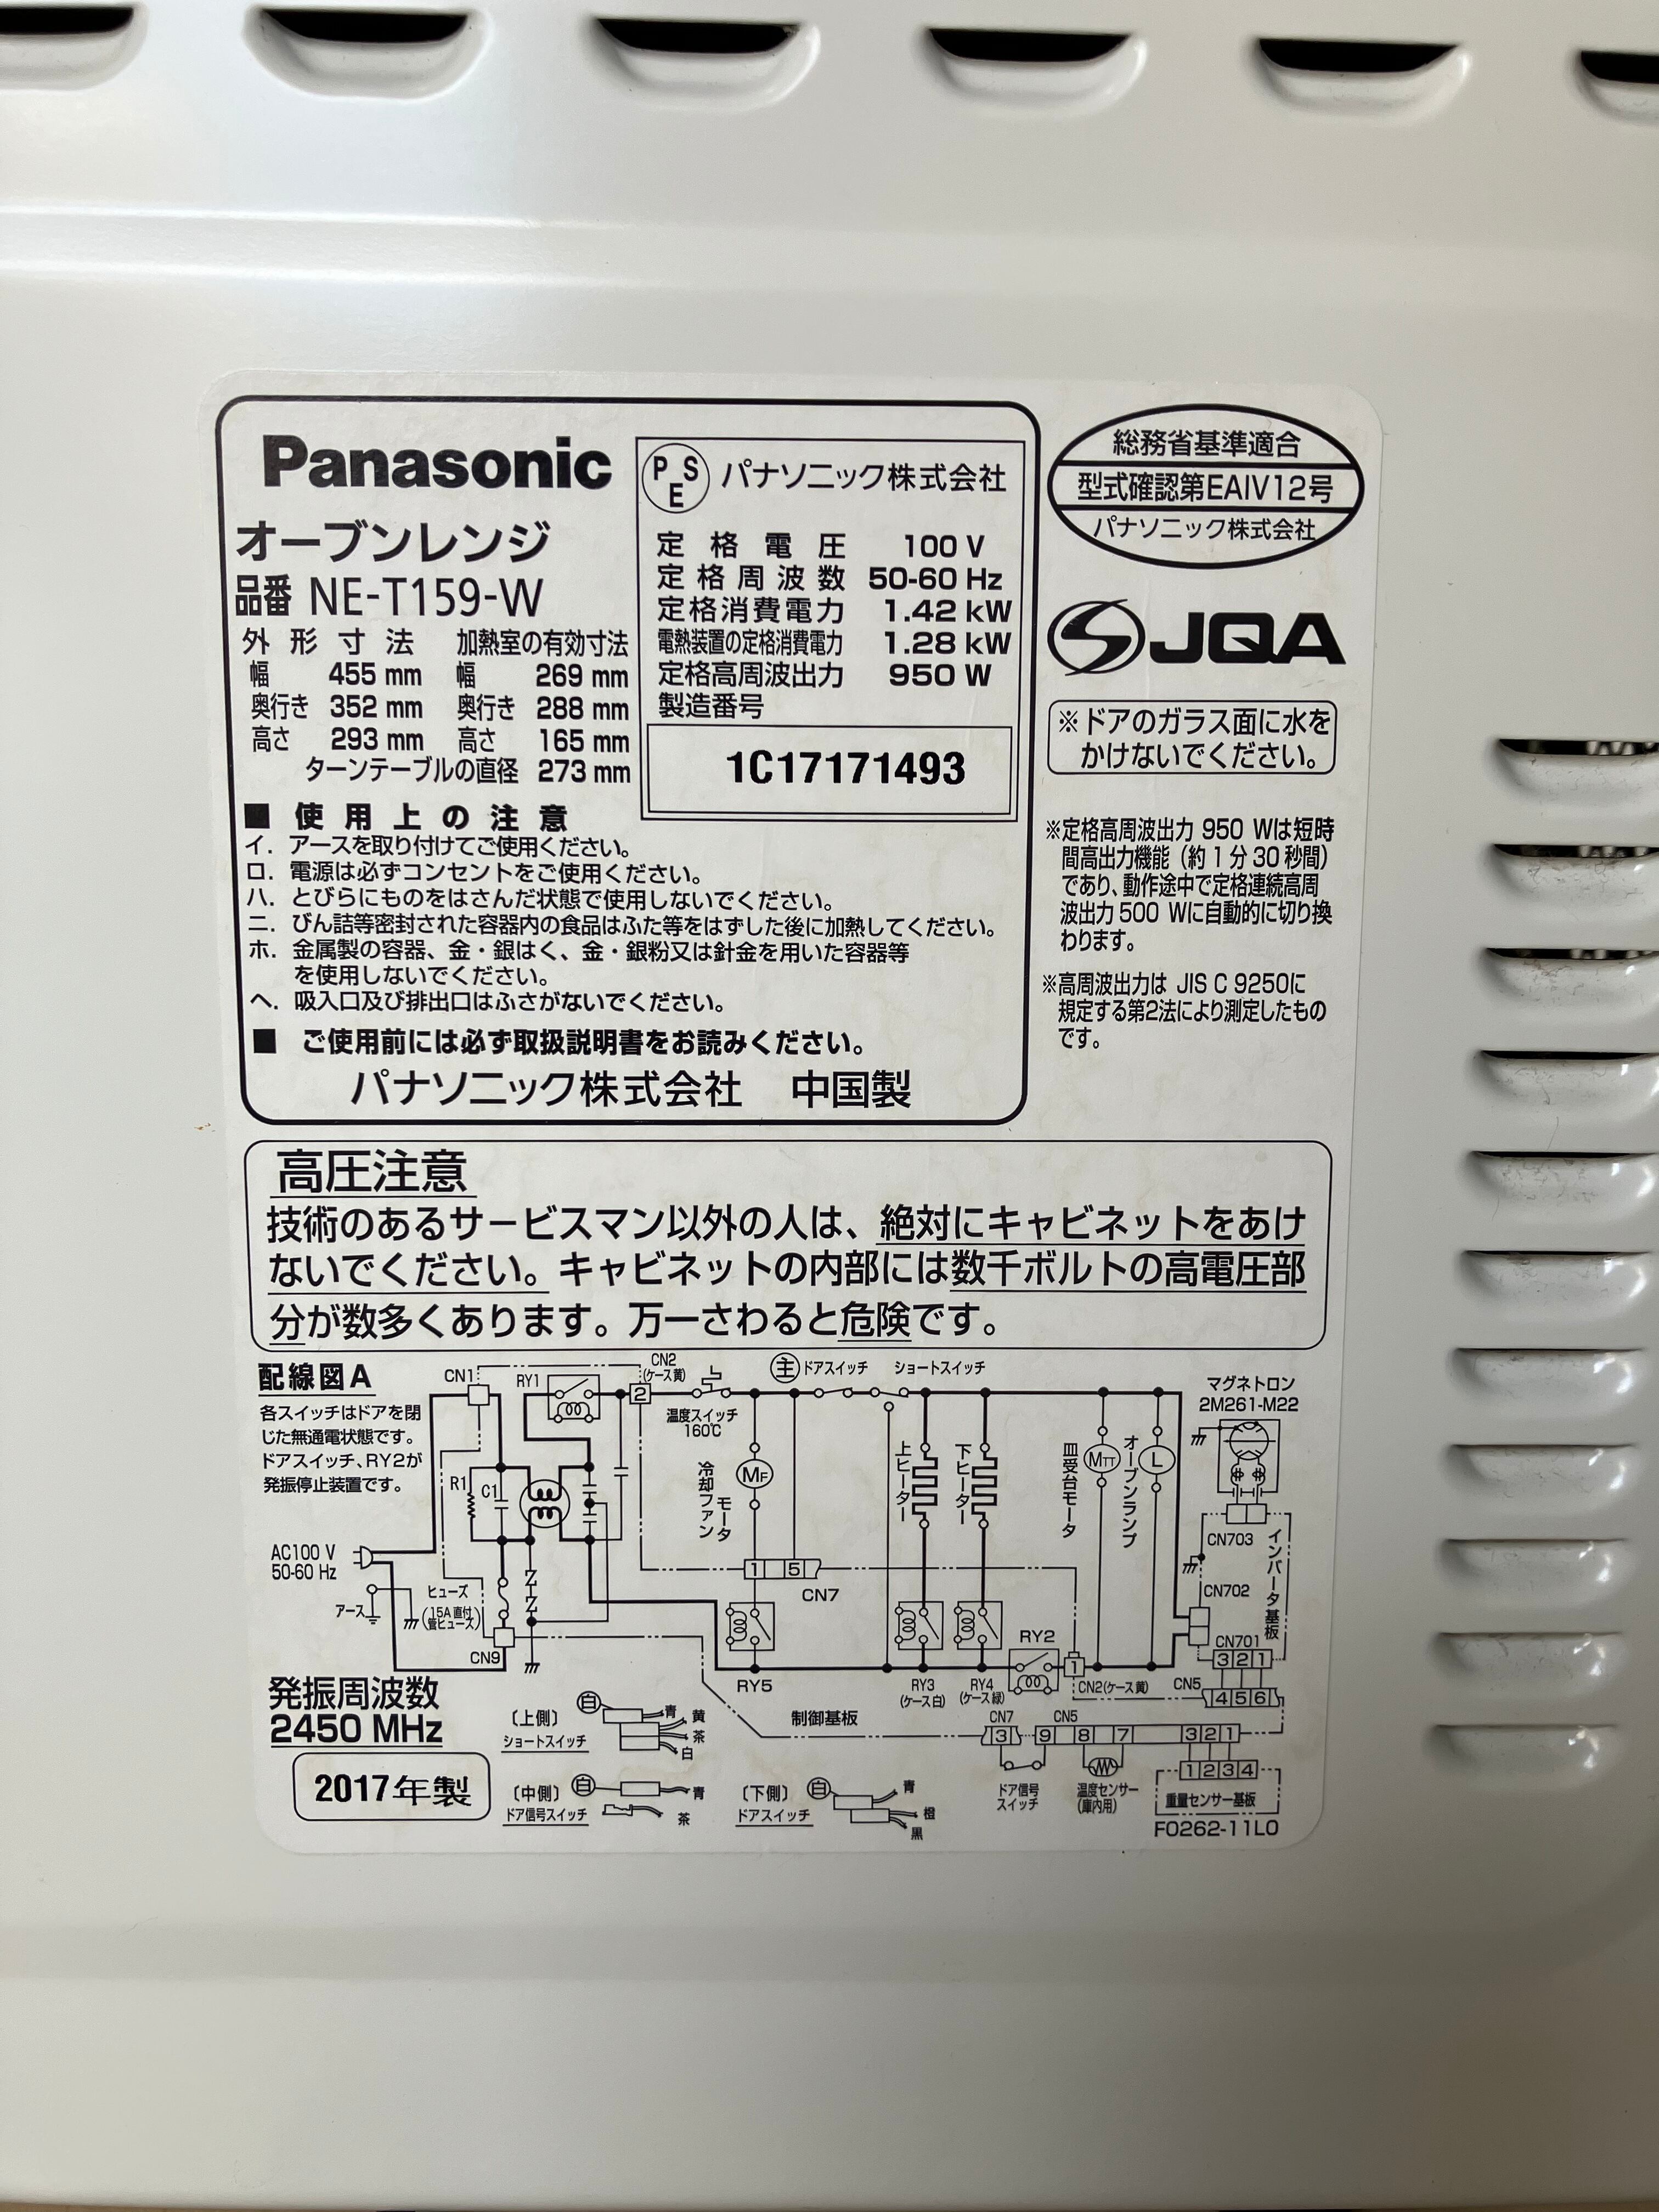 Panasonic
オーブンレンジ
品番 NE-T159-W
外形寸法 加熱室の有効寸法
幅 455 mm 幅 269 mm
奥行き 352 mm 奥行き 288 mm
高さ 293 mm 高さ 165 mm
ターンテーブルの直径 273 mm
PSE パナソニック株式会社
定格電圧 100 V
定格周波数 50-60 Hz
定格消費電力 1.42 kW
電熱装置の定格消費電力 1.28 kW
定格高周波出力 950 W
製造番号
1C17171493
■ 使用上の注意
イ. アースを取り付けてご使用ください。
ロ. 電源は必ずコンセントをご使用ください。
ハ. とびらにものをはさんだ状態で使用しないでください。
ニ. びん詰等密封された容器内の食品はふた等をはずした後に加熱してください。
ホ. 金属製の容器、金・銀はく、金・銀粉又は針金を用いた容器等
を使用しないでください。
ヘ. 吸入口及び排出口はふさがないでください。
■ ご使用前には必ず取扱説明書をお読みください。
パナソニック株式会社 中国製
総務省基準適合
型式確認第EAIV12号
パナソニック株式会社
JQA
※ドアのガラス面に水を
かけないでください。
※定格高周波出力 950 Wは短時
間高出力機能（約1分30秒間）
であり、動作途中で定格連続高周
波出力 500 Wに自動的に切り換
わります。
※高周波出力は JIS C 9250に
規定する第2法により測定したもの
です。
高圧注意
技術のあるサービスマン以外の人は、絶対にキャビネットをあけ
ないでください。キャビネットの内部には数千ボルトの高電圧部
分が数多くあります。万一さわると危険です。
配線図A
各スイッチはドアを閉
じた無通電状態です。
ドアスイッチ、RY2が
発振停止装置です。
CN1
RY1
CN2
(ケース黄)
2
温度スイッチ
160℃
主 ドアスイッチ
ショートスイッチ
マグネトロン
2M261-M22
R1
C1
冷却ファン
モータ
MF
上ヒーター
下ヒーター
皿受台モータ
MTT
オーブンランプ
L
CN703
インバータ基板
CN702
CN701
3 2 1
AC100 V
50-60 Hz
アース
ヒューズ
(15A直付
管ヒューズ)
Z
Z
CN9
1 5
CN7
RY5
RY3
(ケース白)
RY4
(ケース緑)
RY2
1
CN2(ケース黄)
CN5
4 5 6
発振周波数
2450 MHz
2017年製
制御基板
〔上側〕
ショートスイッチ
白
青
黄
茶
白
〔中側〕
ドア信号スイッチ
白
青
茶
〔下側〕
ドアスイッチ
白
青
橙
黒
CN7
3
CN5
9 8 7 3 2 1
ドア信号
スイッチ
温度センサー
(庫内用)
1 2 3 4
重量センサー基板
F0262-11L0